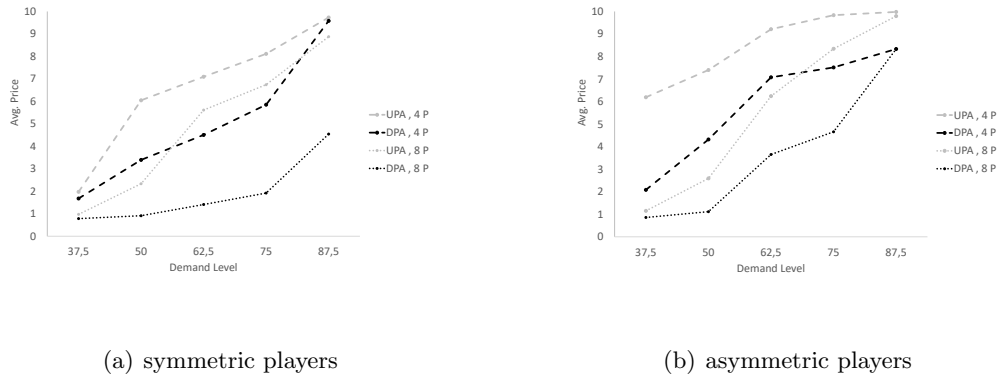 10
9
8
7
6
5
4
3
2
1
0
Avg. Price
37,5 50 62,5 75 87,5
Demand Level
UPA , 4 P
DPA , 4 P
UPA , 8 P
DPA , 8 P
(a) symmetric players
10
9
8
7
6
5
4
3
2
1
0
Avg. Price
37,5 50 62,5 75 87,5
Demand Level
UPA , 4 P
DPA , 4 P
UPA , 8 P
DPA , 8 P
(b) asymmetric players